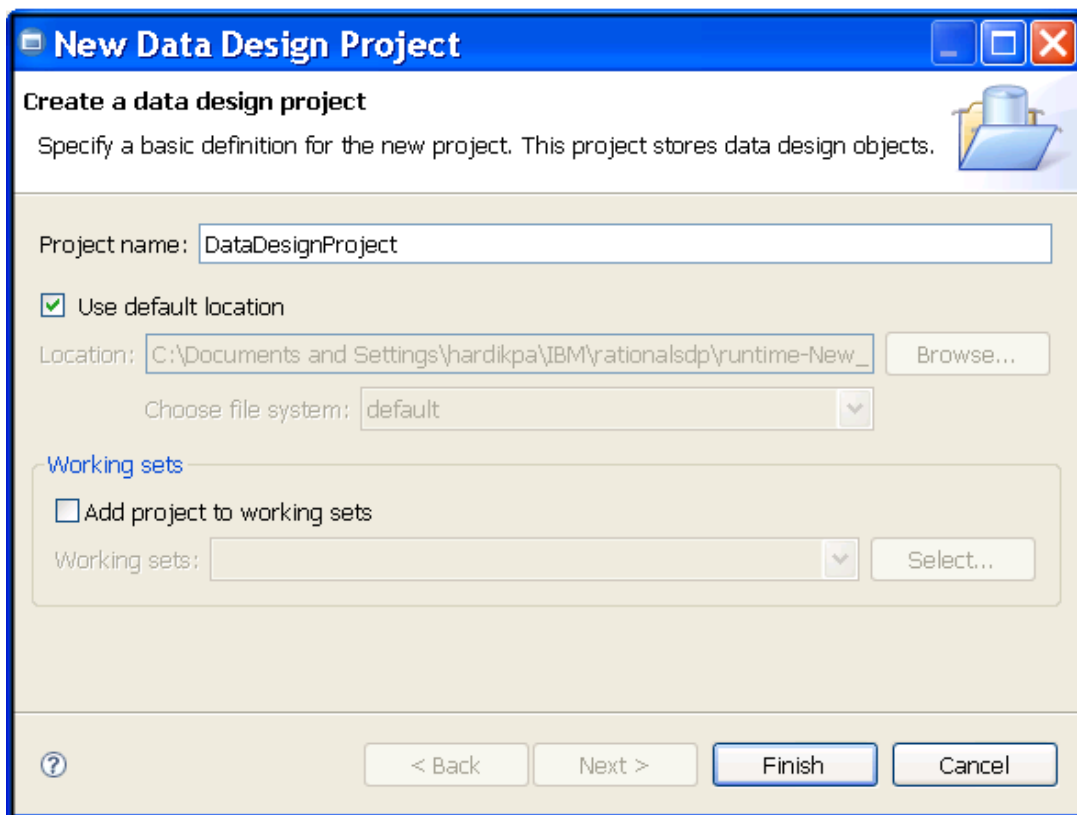 New Data Design Project
Create a data design project
Specify a basic definition for the new project. This project stores data design objects.
Project name: DataDesignProject
Use default location
Location: C:\Documents and Settings\hardikpa\IBM\rationalsdp\runtime-New_ Browse...
Choose file system: default
Working sets
Add project to working sets
Working sets: Select...
? < Back Next > Finish Cancel